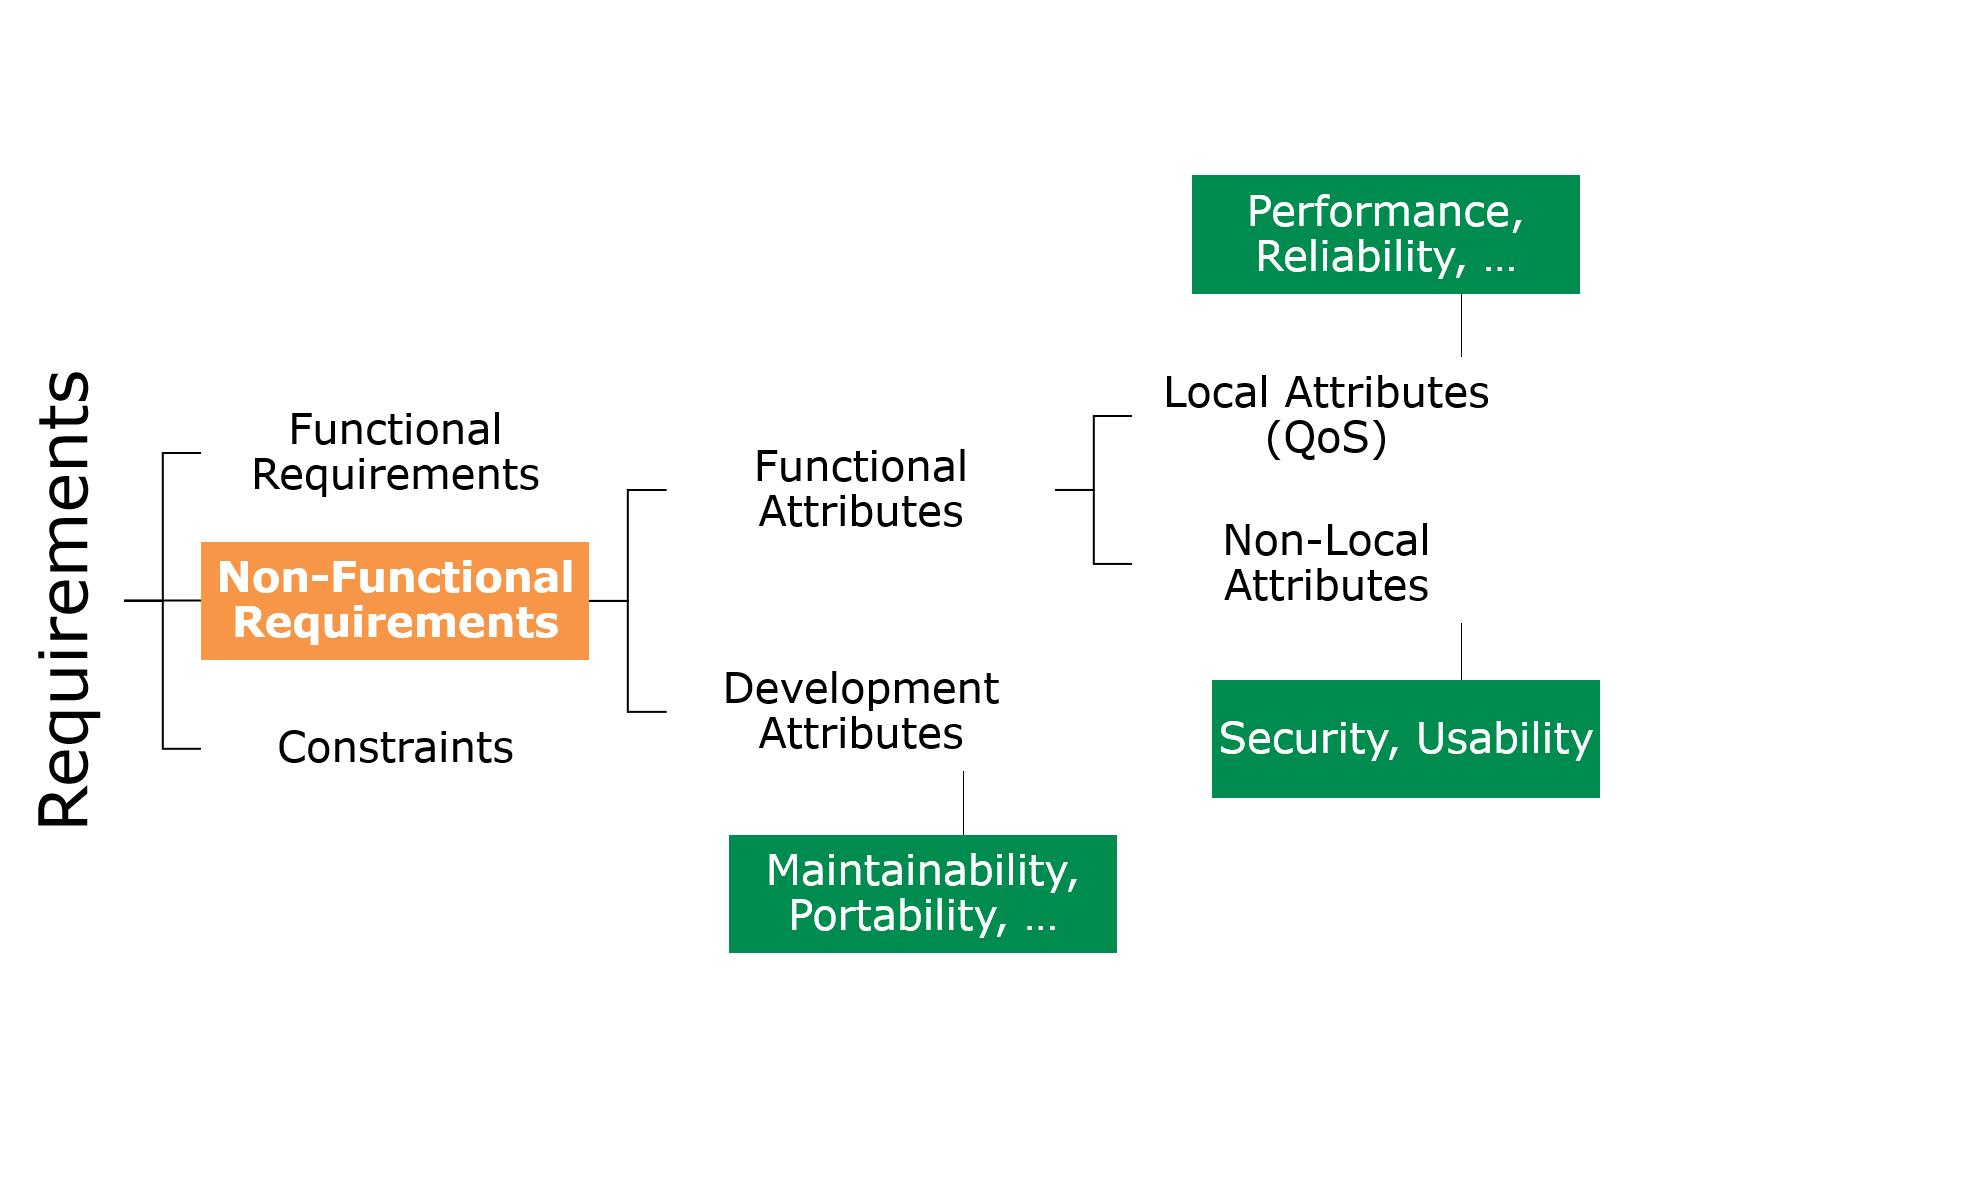 Requirements
Functional
Requirements
Non-Functional
Requirements
Constraints
Functional
Attributes
Development
Attributes
Maintainability,
Portability, ...
Performance,
Reliability, ...
Local Attributes
(QoS)
Non-Local
Attributes
Security, Usability